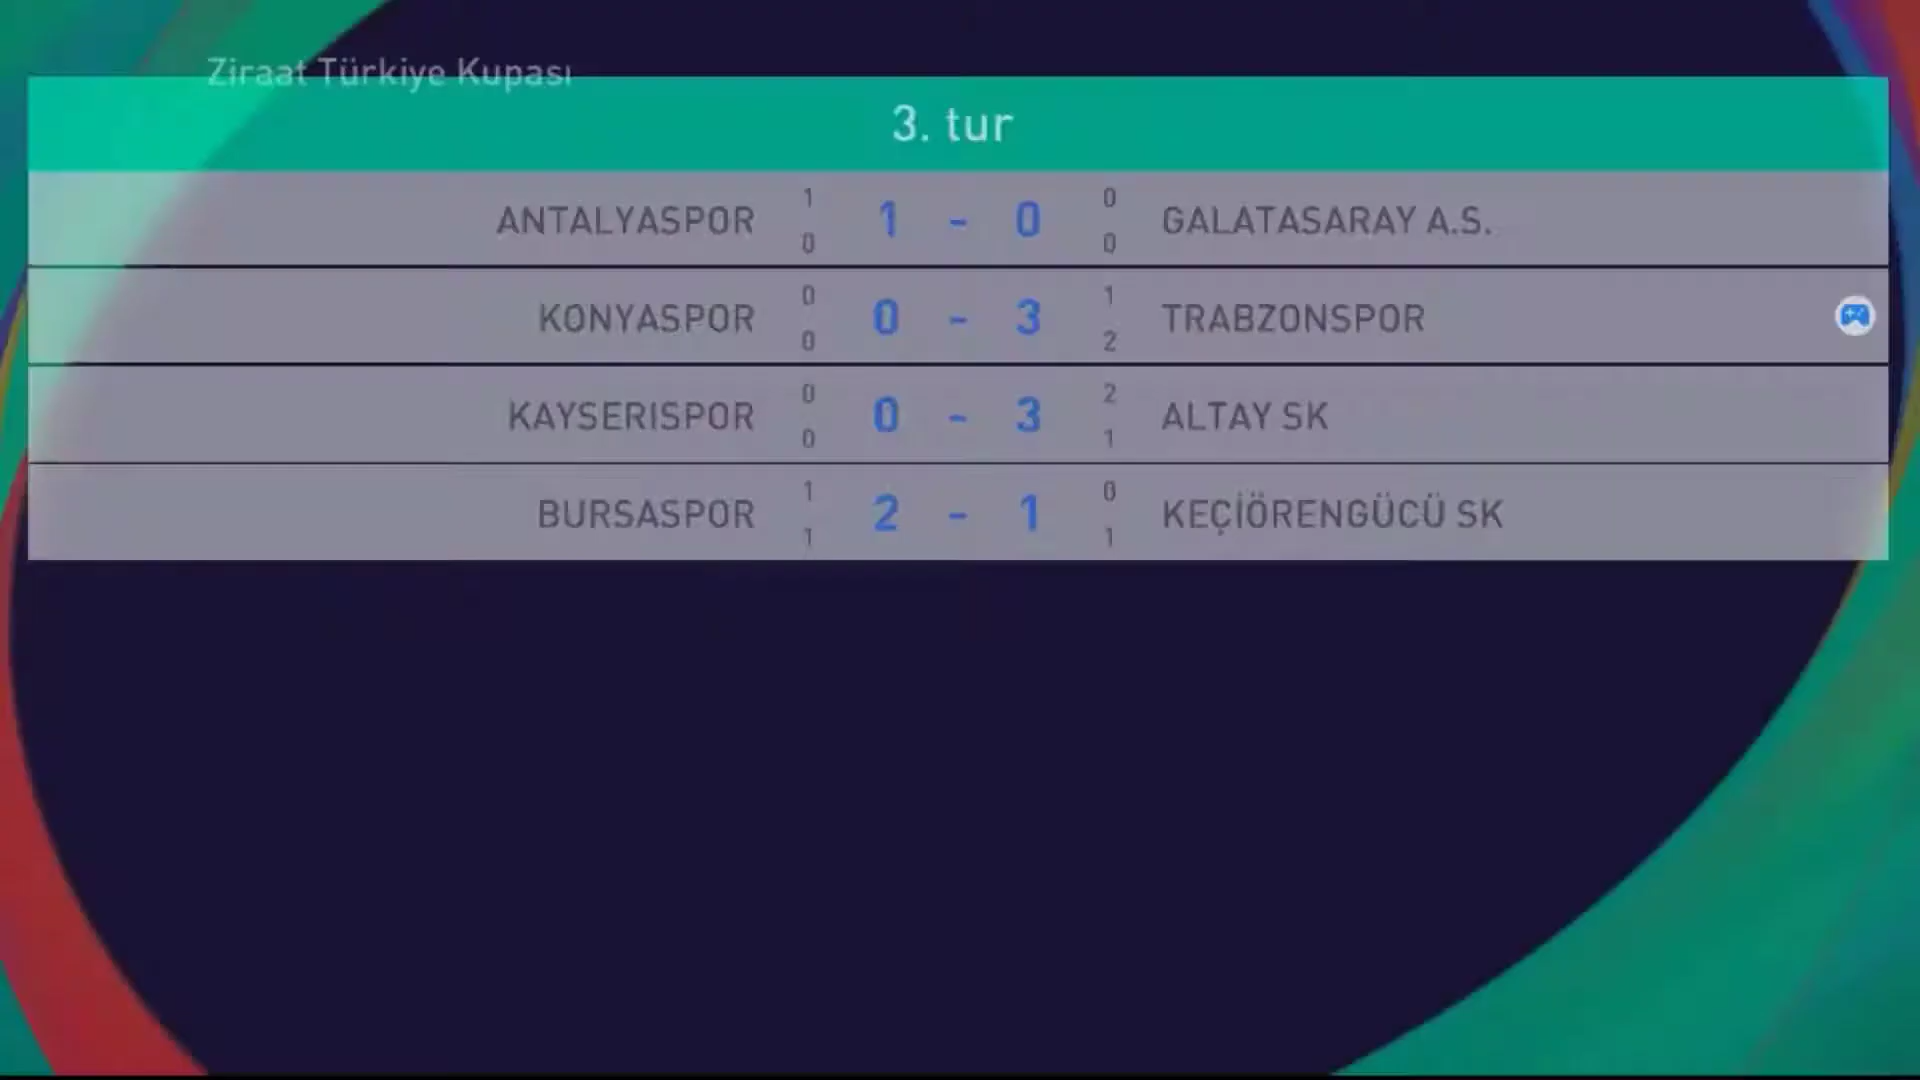 Ziraat Türkiye Kupası
3. tur
ANTALYASPOR 1 0 1 - 0 0 0 GALATASARAY A.S.
KONYASPOR 0 0 0 - 3 1 2 TRABZONSPOR
KAYSERISPOR 0 0 0 - 3 2 1 ALTAY SK
BURSASPOR 1 1 2 - 1 0 1 KEÇİÖRENGÜCÜ SK